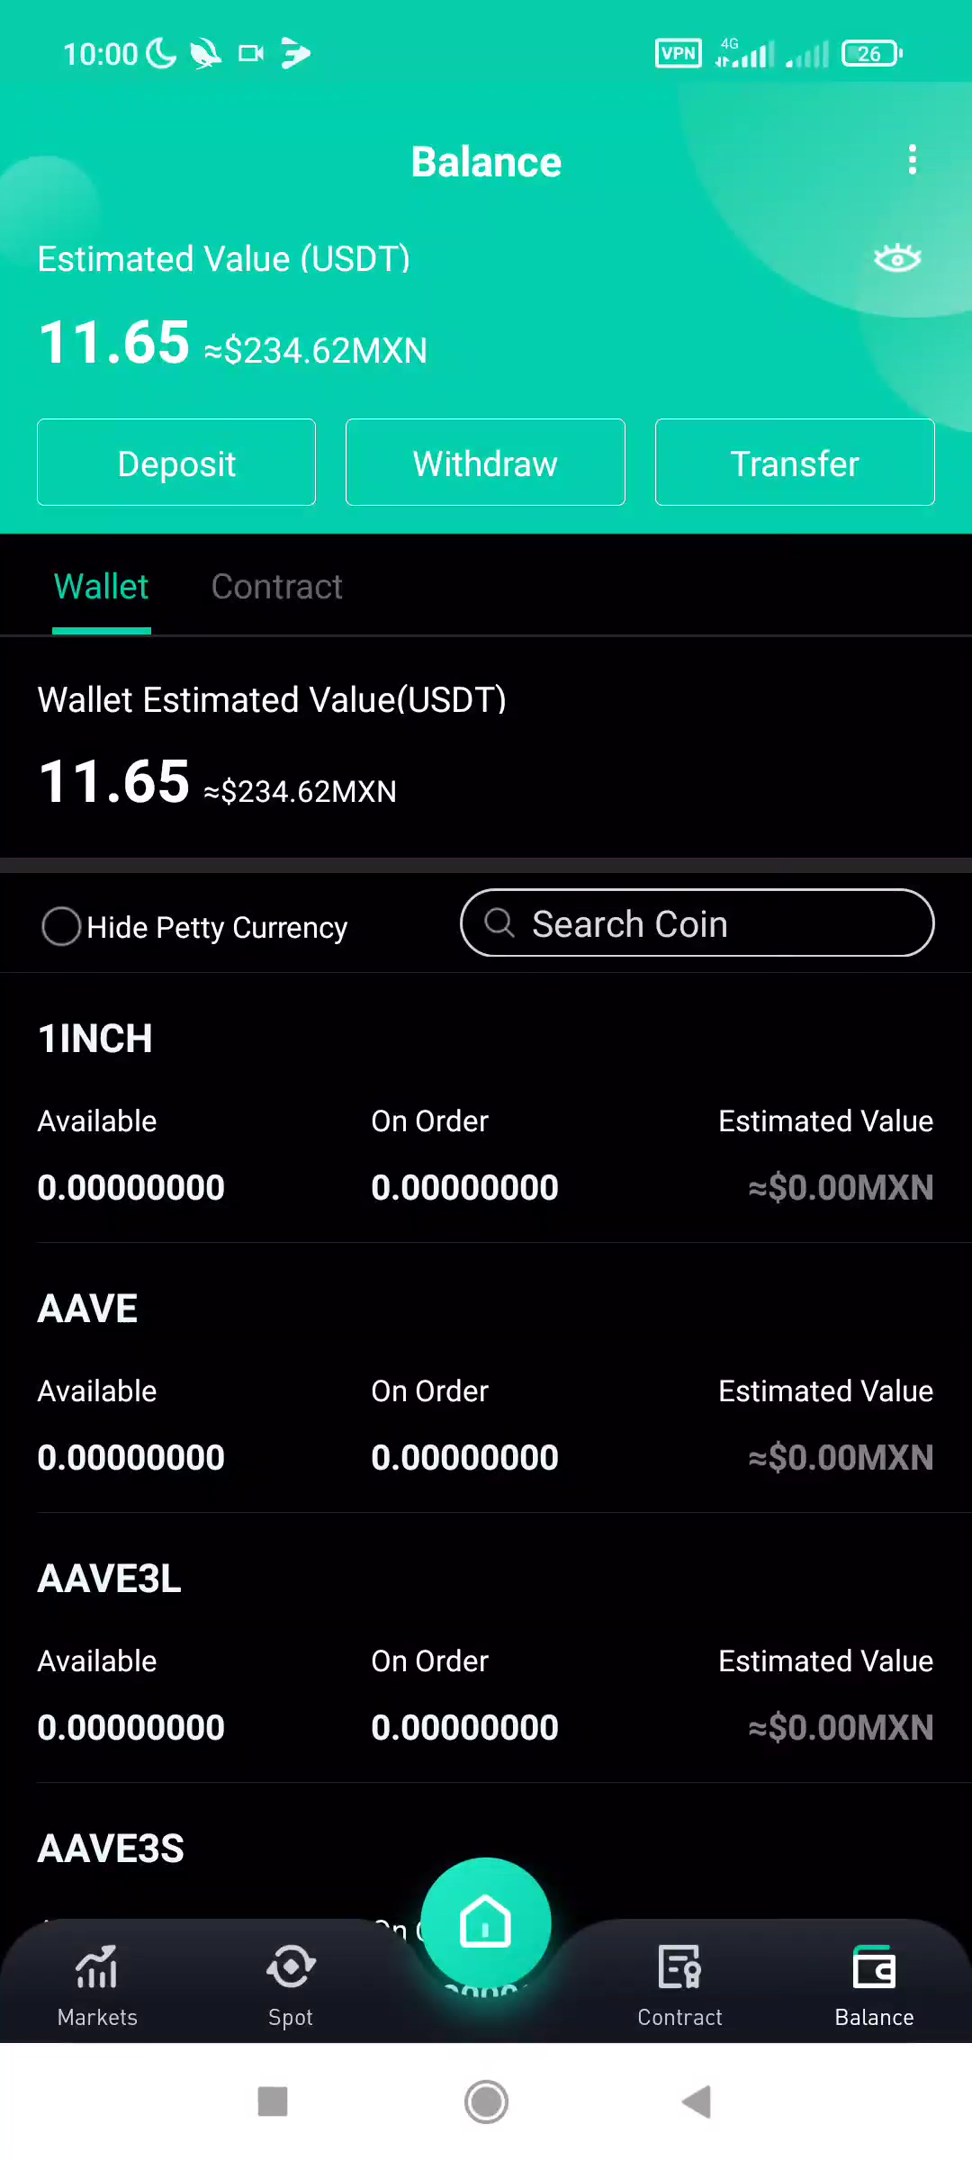 10:00 VPN 4G 26
Balance
Estimated Value (USDT)
11.65 ≈$234.62MXN
Deposit Withdraw Transfer
Wallet Contract
Wallet Estimated Value(USDT)
11.65 ≈$234.62MXN
Hide Petty Currency Search Coin
1INCH
Available On Order Estimated Value
0.00000000 0.00000000 ≈$0.00MXN
AAVE
Available On Order Estimated Value
0.00000000 0.00000000 ≈$0.00MXN
AAVE3L
Available On Order Estimated Value
0.00000000 0.00000000 ≈$0.00MXN
AAVE3S
Markets Spot Contract Balance